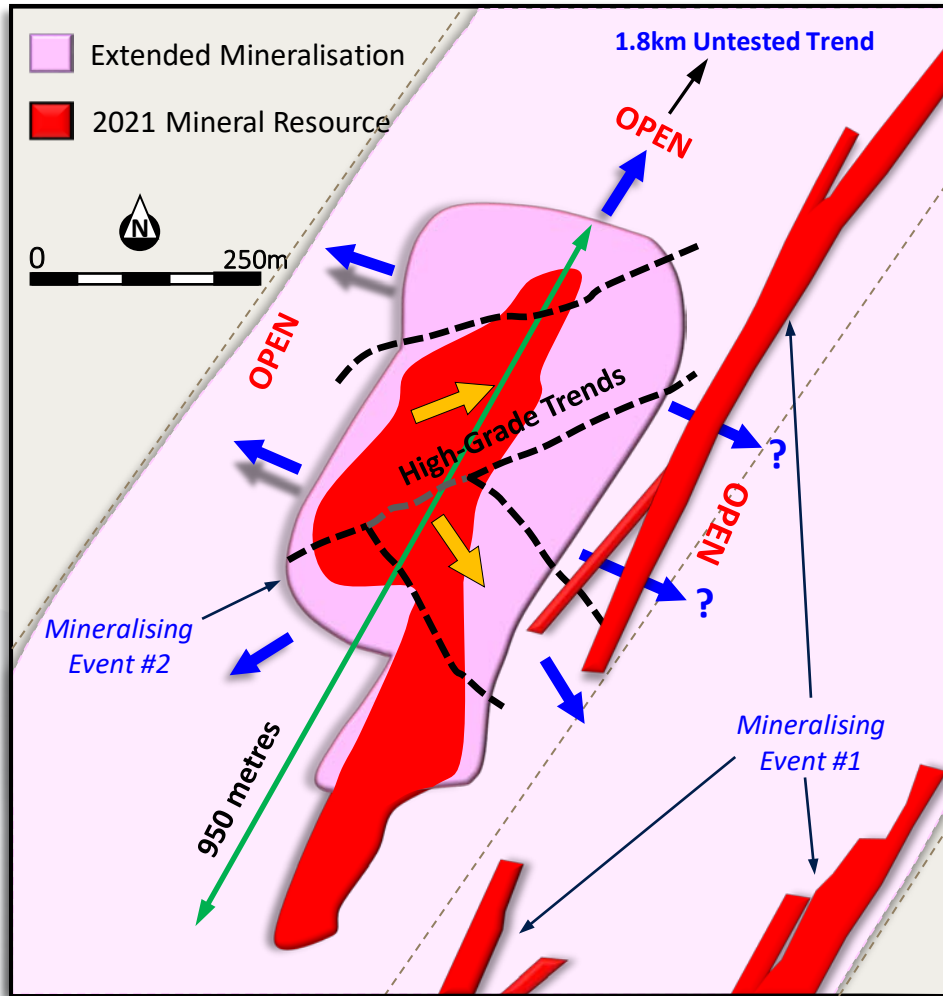 Extended Mineralisation
2021 Mineral Resource
N
0
250m
1.8km Untested Trend
OPEN
OPEN
High-Grade Trends
?
OPEN
?
Mineralising
Event #2
950 metres
Mineralising
Event #1